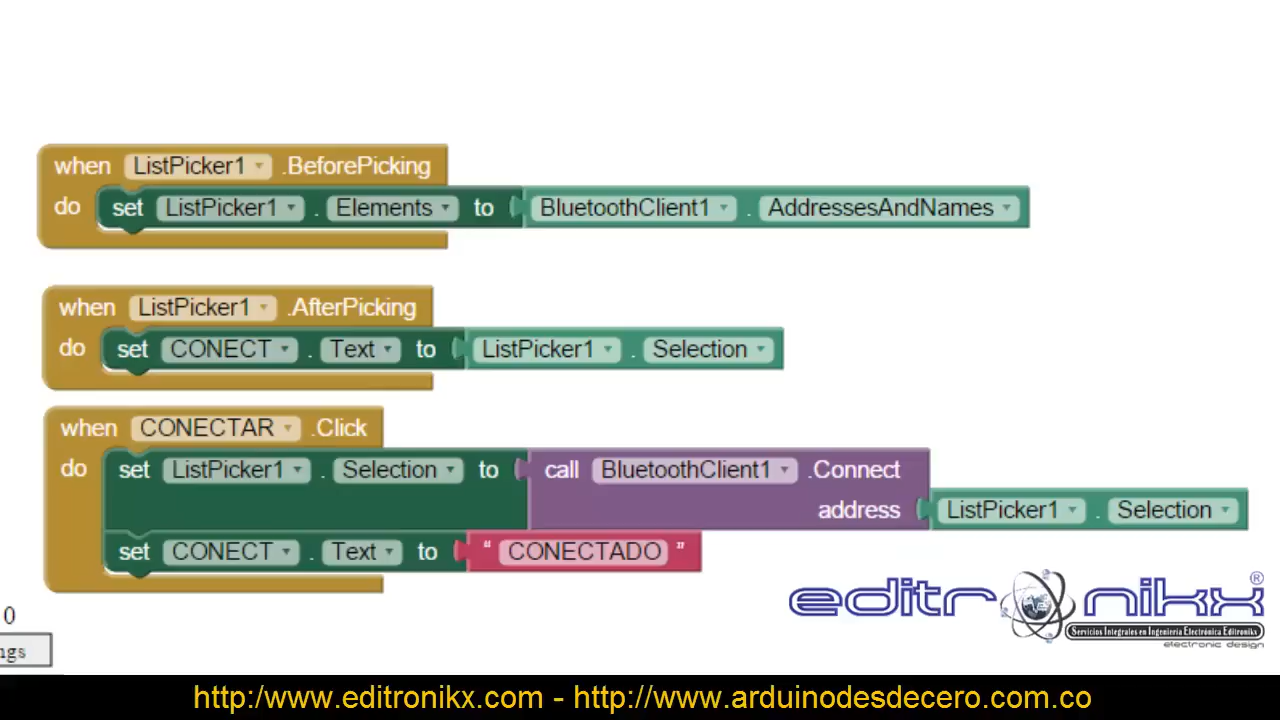 when ListPicker1 .BeforePicking
do set ListPicker1 . Elements to BluetoothClient1 . AddressesAndNames
when ListPicker1 .AfterPicking
do set CONECT . Text to ListPicker1 . Selection
when CONECTAR .Click
do set ListPicker1 . Selection to call BluetoothClient1 .Connect
address ListPicker1 . Selection
set CONECT . Text to “ CONECTADO ”
editronikx®
Servicios Integrales en Ingeniería Electrónica Editronikx
electronic design
0
ngs
http:/www.editronikx.com - http://www.arduinodesdecero.com.co